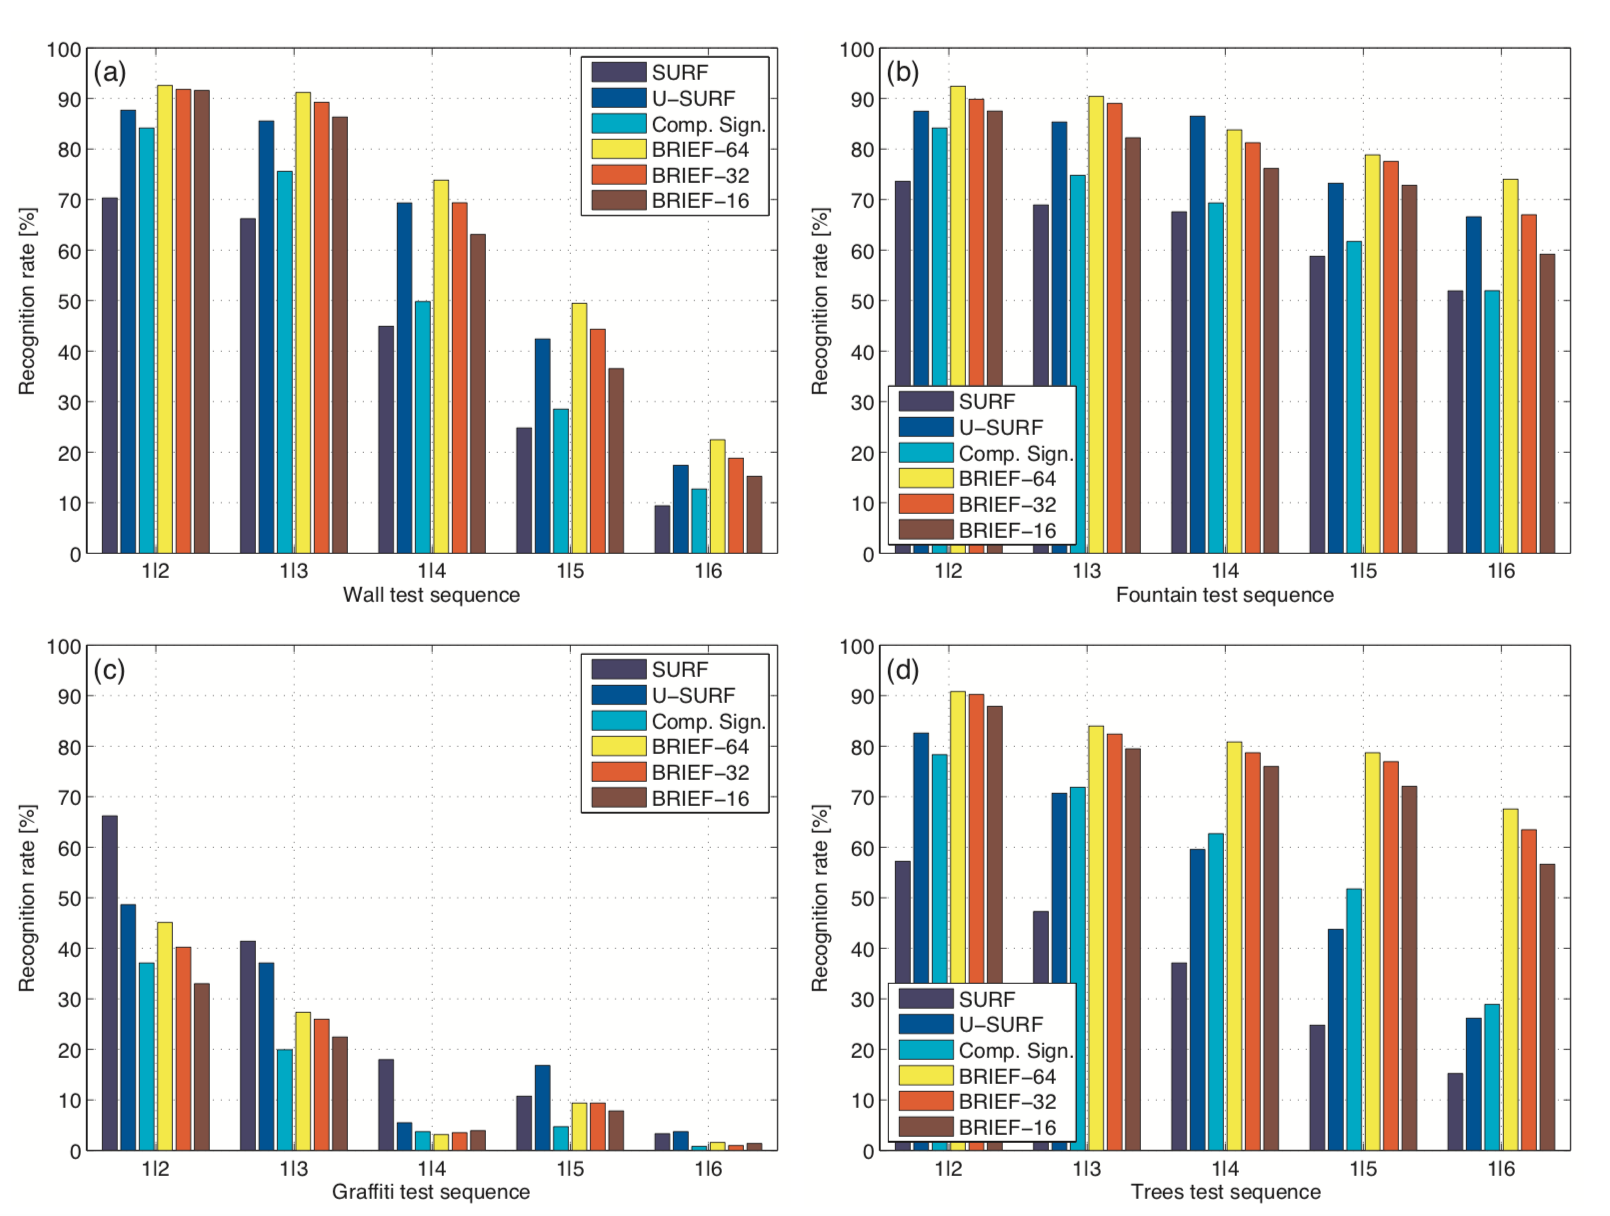 (a)
100
90
80
70
60
50
40
30
20
10
0
Recognition rate [%]
SURF
U-SURF
Comp. Sign.
BRIEF-64
BRIEF-32
BRIEF-16
1|2 1|3 1|4 1|5 1|6
Wall test sequence
(b)
100
90
80
70
60
50
40
30
20
10
0
Recognition rate [%]
SURF
U-SURF
Comp. Sign.
BRIEF-64
BRIEF-32
BRIEF-16
1|2 1|3 1|4 1|5 1|6
Fountain test sequence
(c)
100
90
80
70
60
50
40
30
20
10
0
Recognition rate [%]
SURF
U-SURF
Comp. Sign.
BRIEF-64
BRIEF-32
BRIEF-16
1|2 1|3 1|4 1|5 1|6
Graffiti test sequence
(d)
100
90
80
70
60
50
40
30
20
10
0
Recognition rate [%]
SURF
U-SURF
Comp. Sign.
BRIEF-64
BRIEF-32
BRIEF-16
1|2 1|3 1|4 1|5 1|6
Trees test sequence